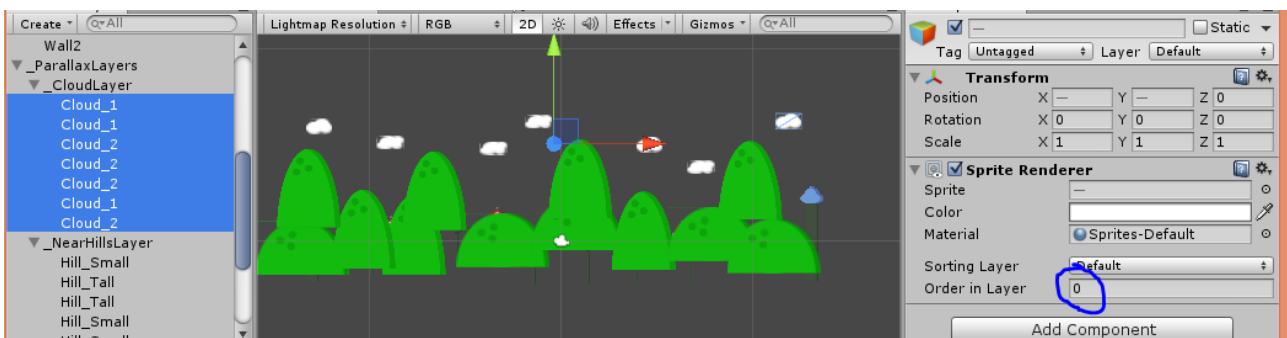 Create All
Wall2
_ParallaxLayers
_CloudLayer
Cloud_1
Cloud_1
Cloud_2
Cloud_2
Cloud_2
Cloud_1
Cloud_2
_NearHillsLayer
Hill_Small
Hill_Tall
Hill_Tall
Hill_Small
Lightmap Resolution RGB 2D Effects Gizmos All
— Static
Tag Untagged Layer Default
Transform
Position X — Y — Z 0
Rotation X 0 Y 0 Z 0
Scale X 1 Y 1 Z 1
Sprite Renderer
Sprite —
Color
Material Sprites-Default
Sorting Layer Default
Order in Layer 0
Add Component